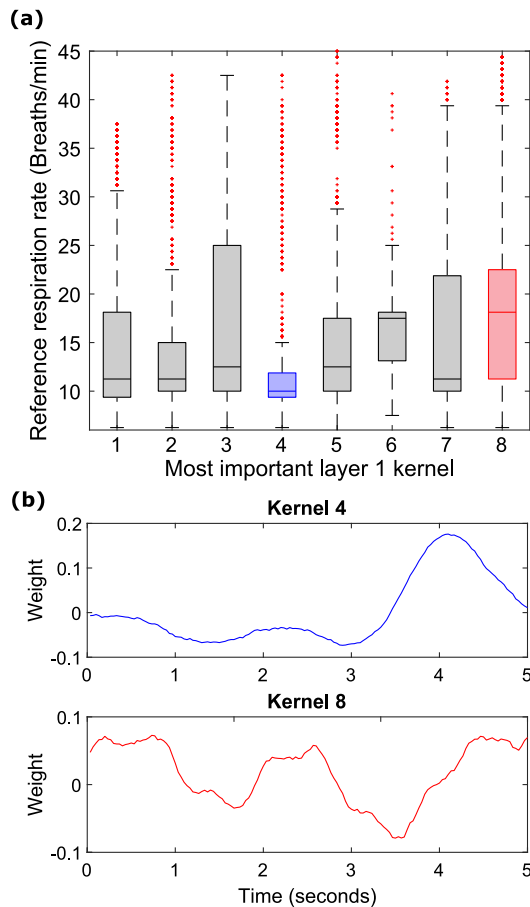 (a)
Reference respiration rate (Breaths/min)
45
40
35
30
25
20
15
10
1 2 3 4 5 6 7 8
Most important layer 1 kernel
(b)
Kernel 4
Weight
0.2
0.1
0
-0.1
0 1 2 3 4 5
Kernel 8
Weight
0.1
0
-0.1
0 1 2 3 4 5
Time (seconds)